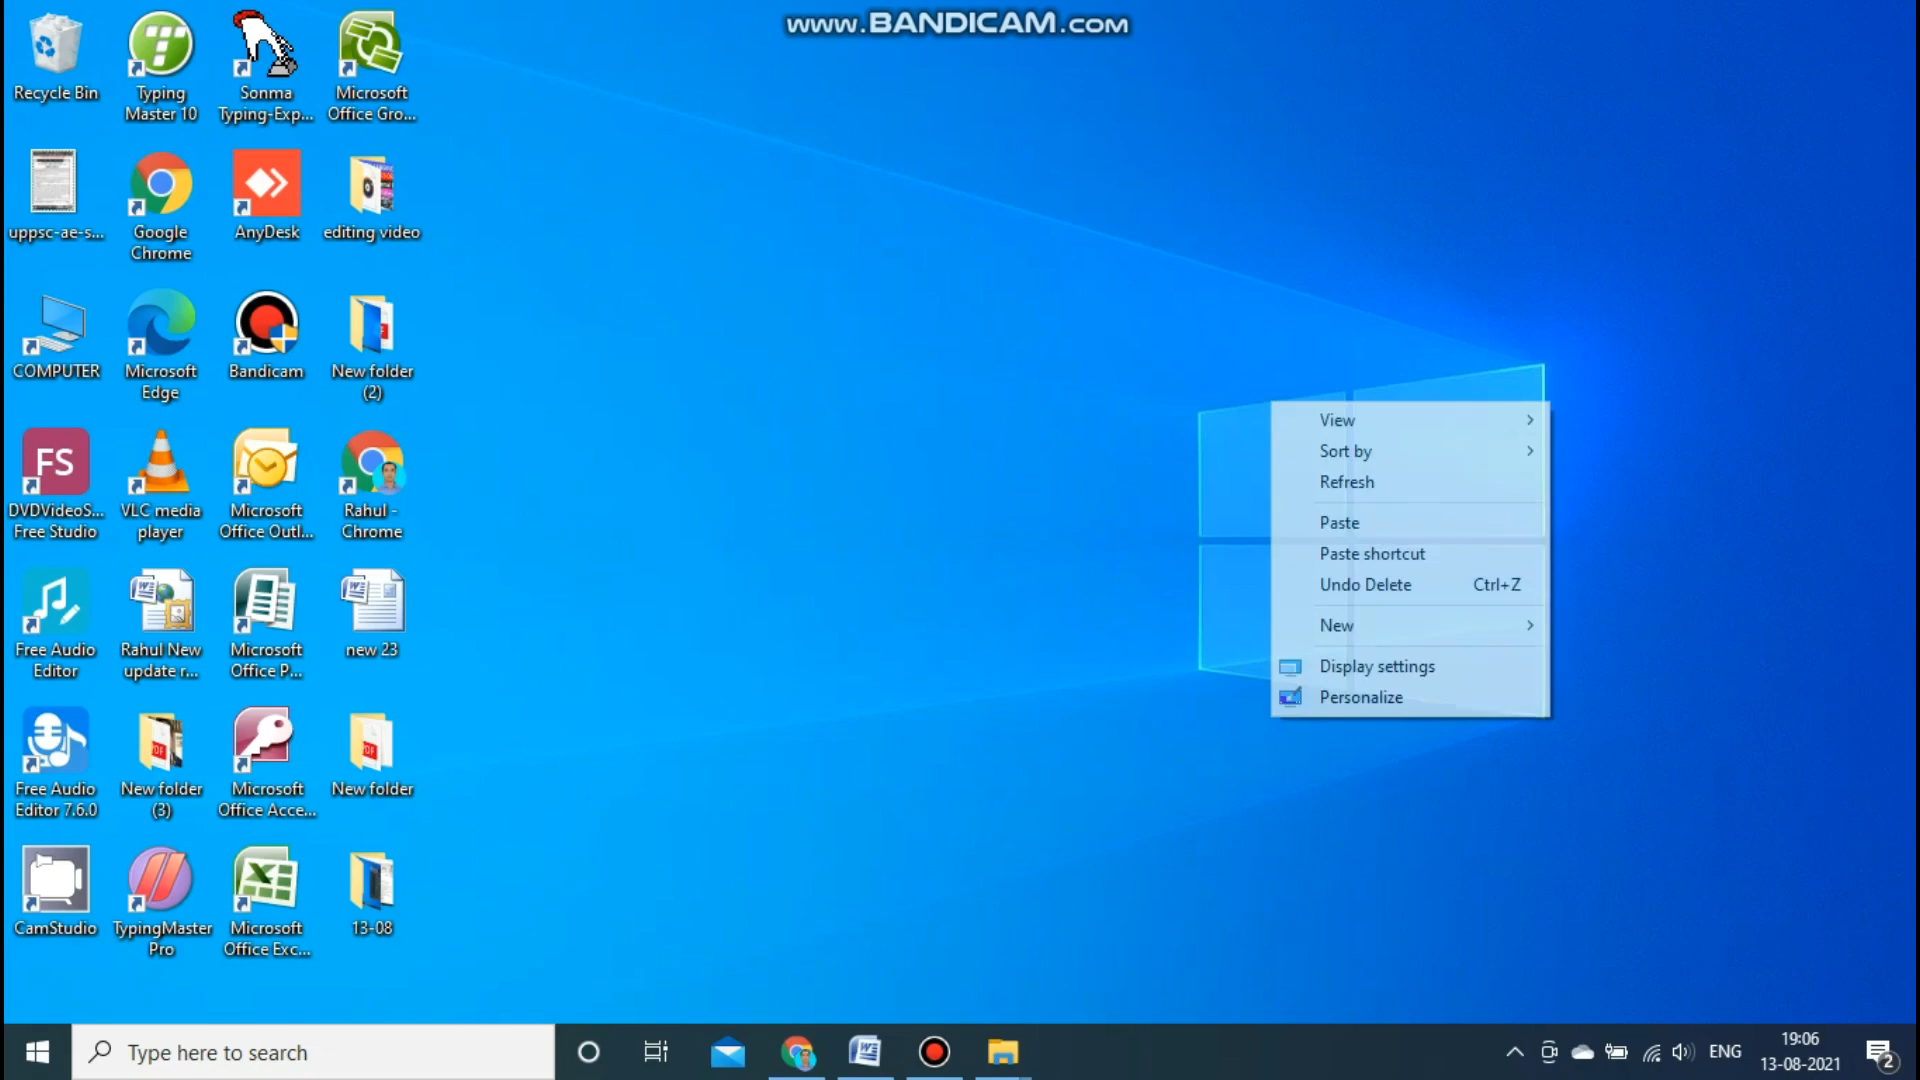 www.BANDICAM.com
Recycle Bin
Typing
Master 10
Sonma
Typing-Exp...
Microsoft
Office Gro...
uppsc-ae-s...
Google
Chrome
AnyDesk
editing video
COMPUTER
Microsoft
Edge
Bandicam
New folder
(2)
FS
DVDVideoS...
Free Studio
VLC media
player
Microsoft
Office Outl...
Rahul -
Chrome
Free Audio
Editor
Rahul New
update r...
Microsoft
Office P...
new 23
Free Audio
Editor 7.6.0
New folder
(3)
Microsoft
Office Acce...
New folder
CamStudio
TypingMaster
Pro
Microsoft
Office Exc...
13-08
View
Sort by
Refresh
Paste
Paste shortcut
Undo Delete Ctrl+Z
New
Display settings
Personalize
Type here to search
ENG
19:06
13-08-2021
2